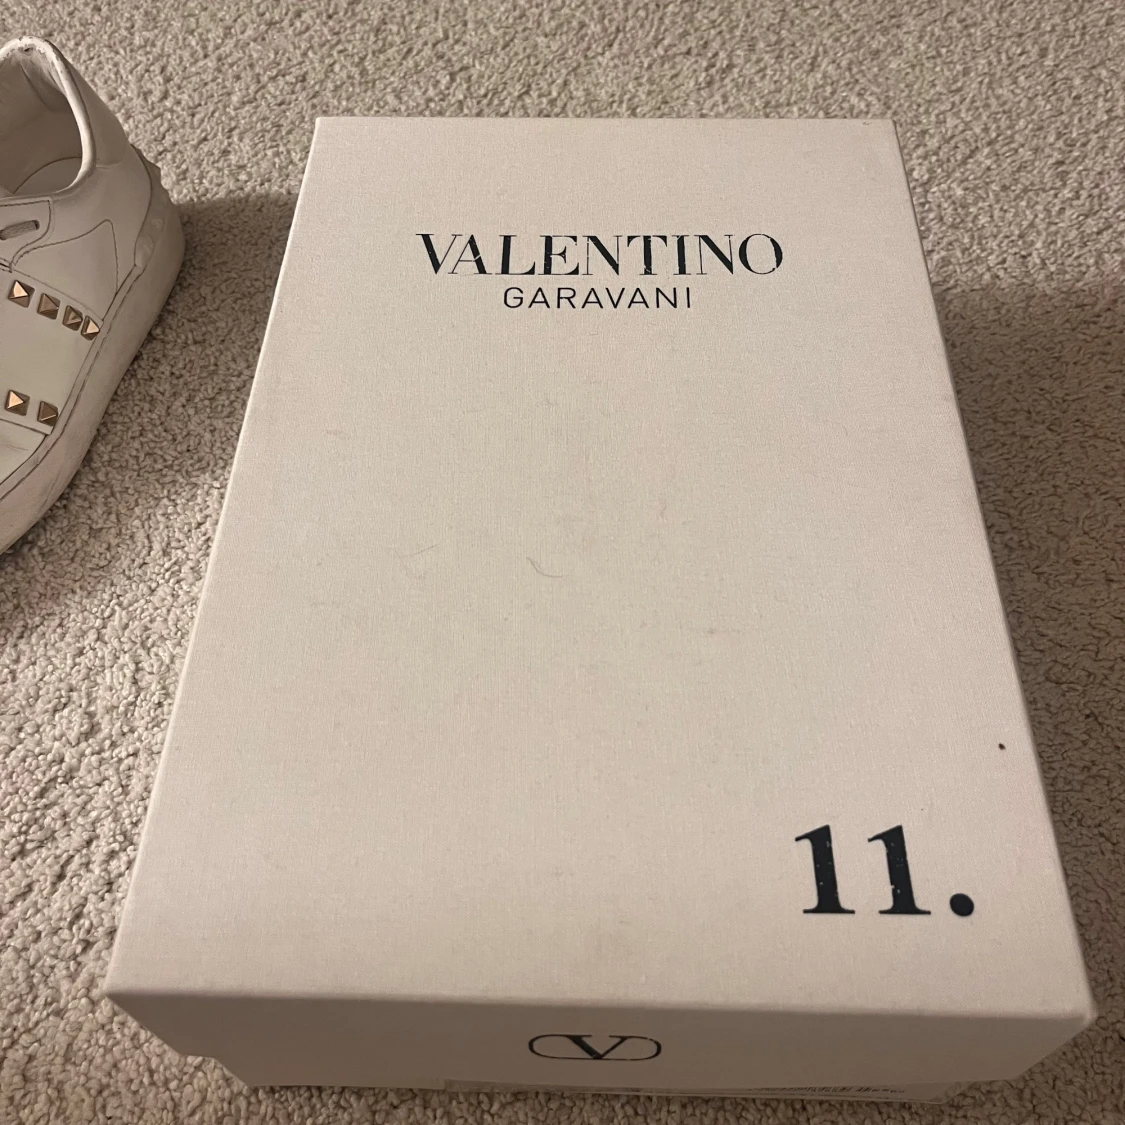 VALENTINO
GARAVANI
11.
V